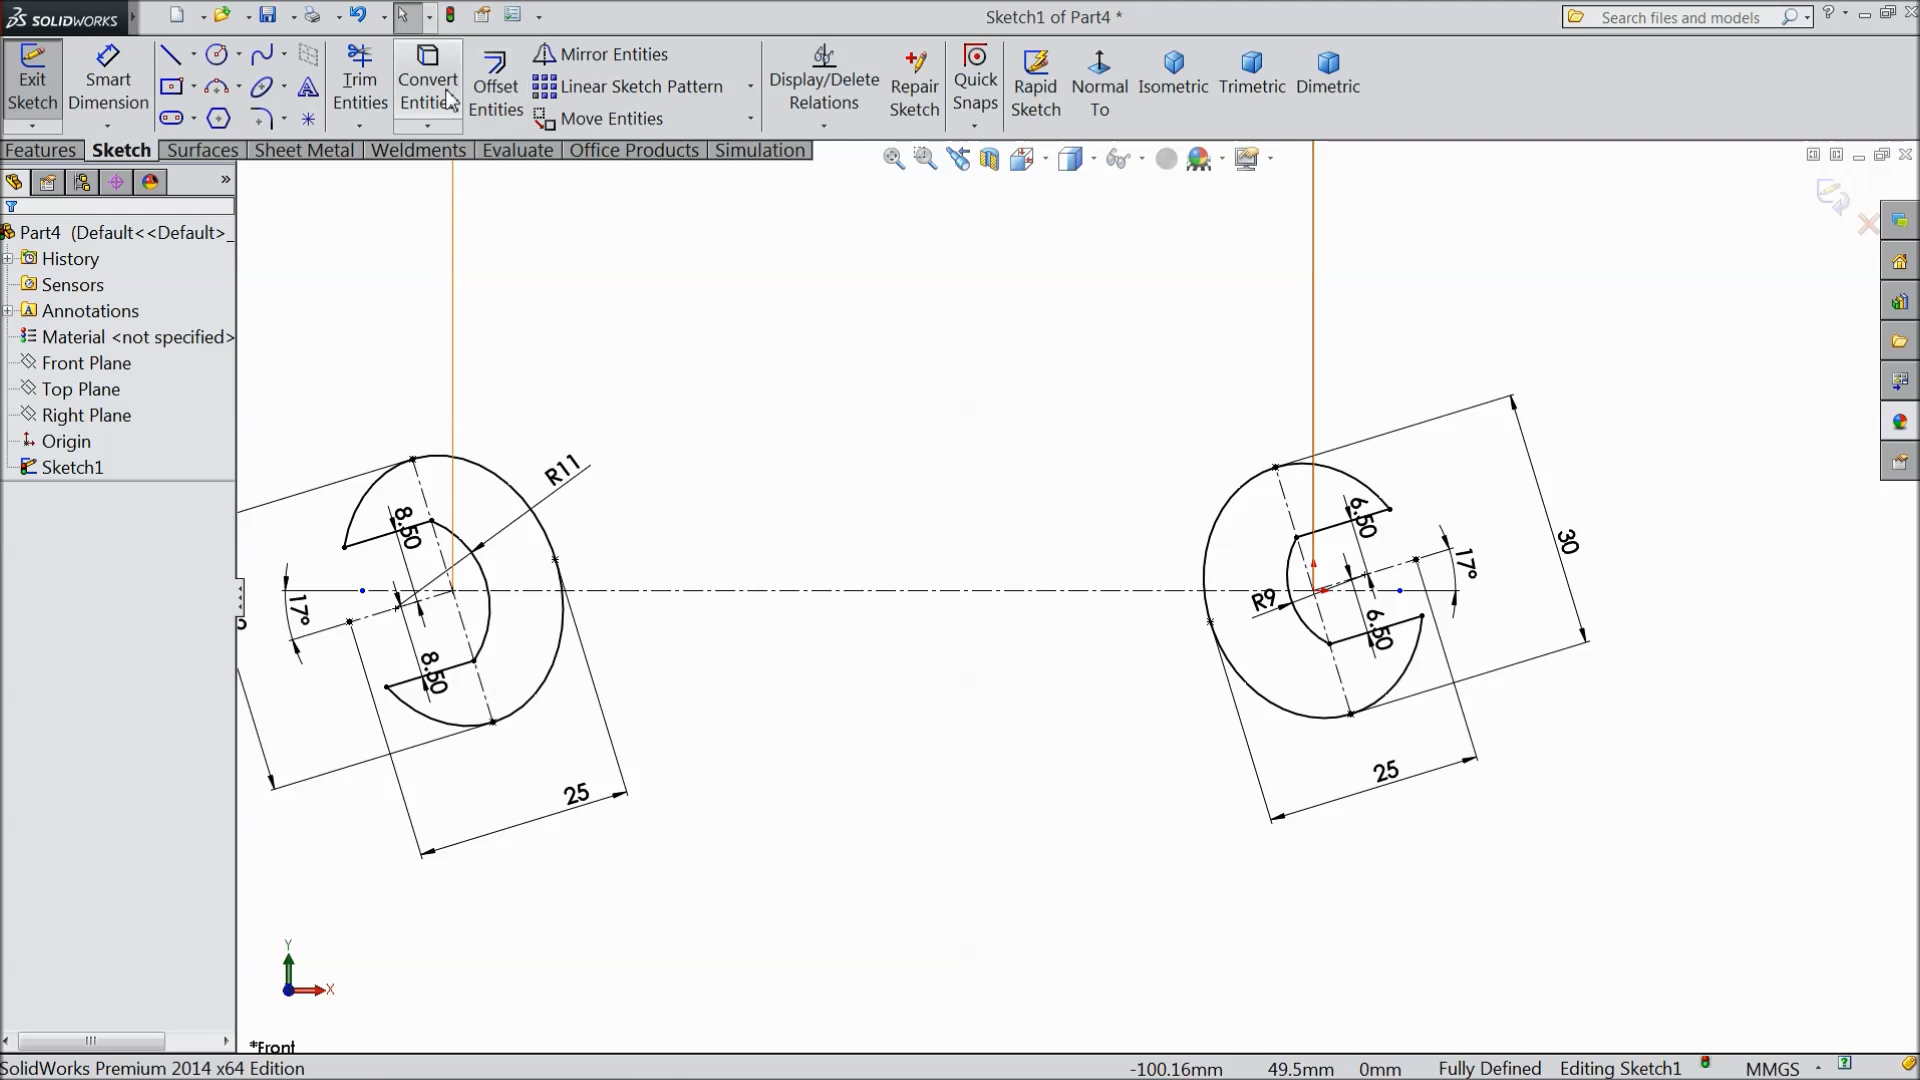 SOLIDWORKS
Sketch1 of Part4 *
Search files and models
Exit Sketch
Smart Dimension
Trim Entities
Convert Entities
Offset Entities
Mirror Entities
Linear Sketch Pattern
Move Entities
Display/Delete Relations
Repair Sketch
Quick Snaps
Rapid Sketch
Normal To
Isometric
Trimetric
Dimetric
Features Sketch Surfaces Sheet Metal Weldments Evaluate Office Products Simulation
Part4 (Default<<Default>_
History
Sensors
Annotations
Material <not specified>
Front Plane
Top Plane
Right Plane
Origin
Sketch1
R11
8.50
8.50
17°
25
6.50
6.50
R9
17°
30
25
Y
X
*Front
SolidWorks Premium 2014 x64 Edition
-100.16mm 49.5mm 0mm Fully Defined Editing Sketch1 MMGS